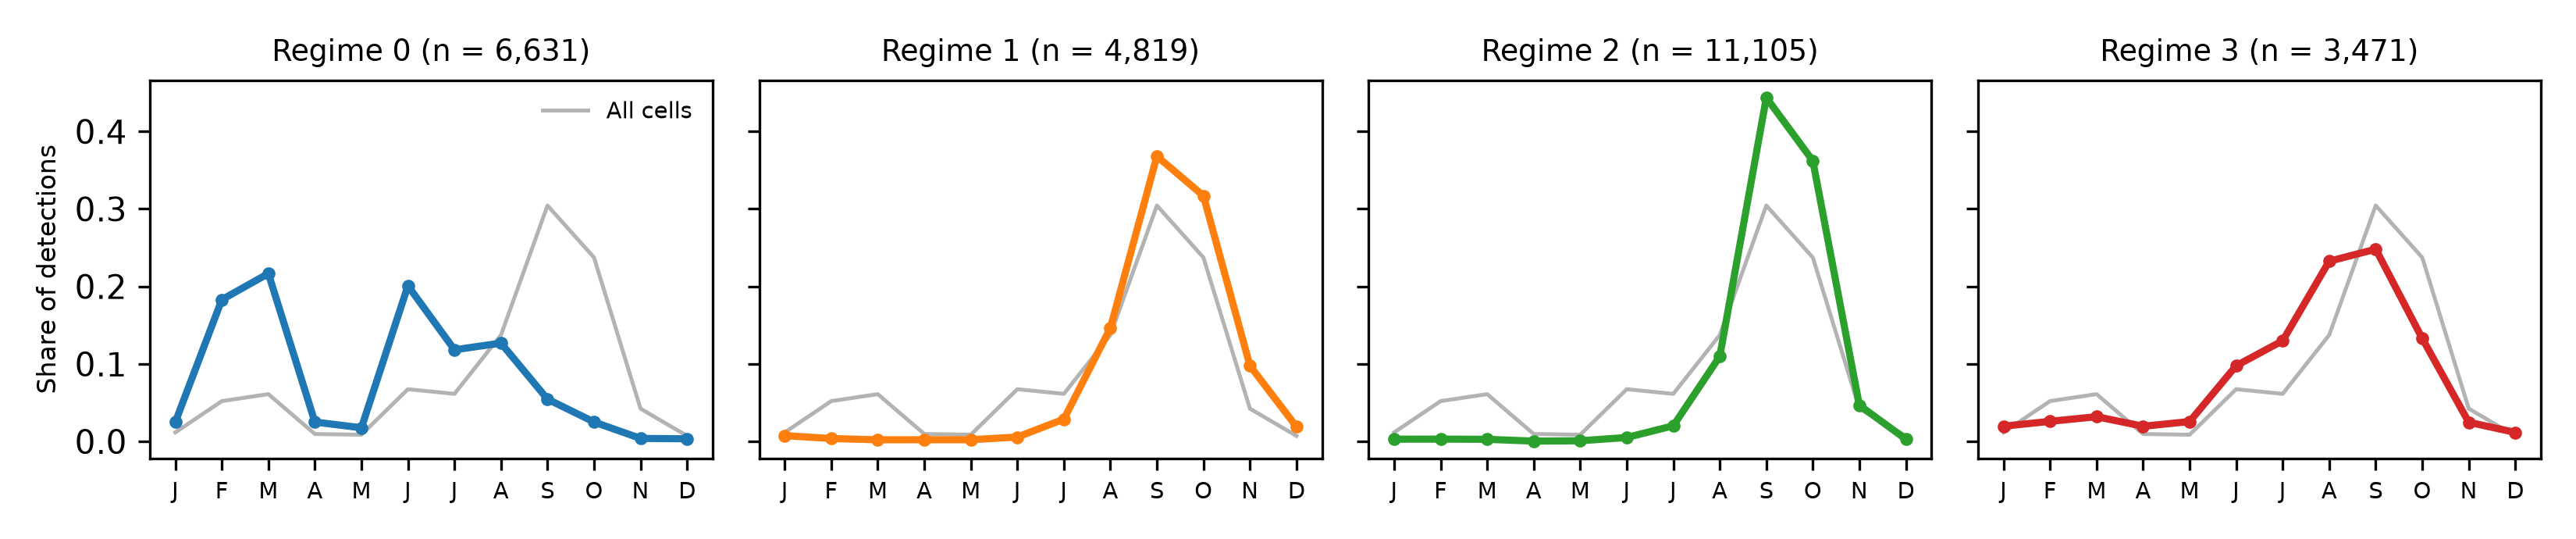 Regime 0 (n = 6,631)
Regime 1 (n = 4,819)
Regime 2 (n = 11,105)
Regime 3 (n = 3,471)
All cells
Share of detections
0.4
0.3
0.2
0.1
0.0
J F M A M J J A S O N D
J F M A M J J A S O N D
J F M A M J J A S O N D
J F M A M J J A S O N D